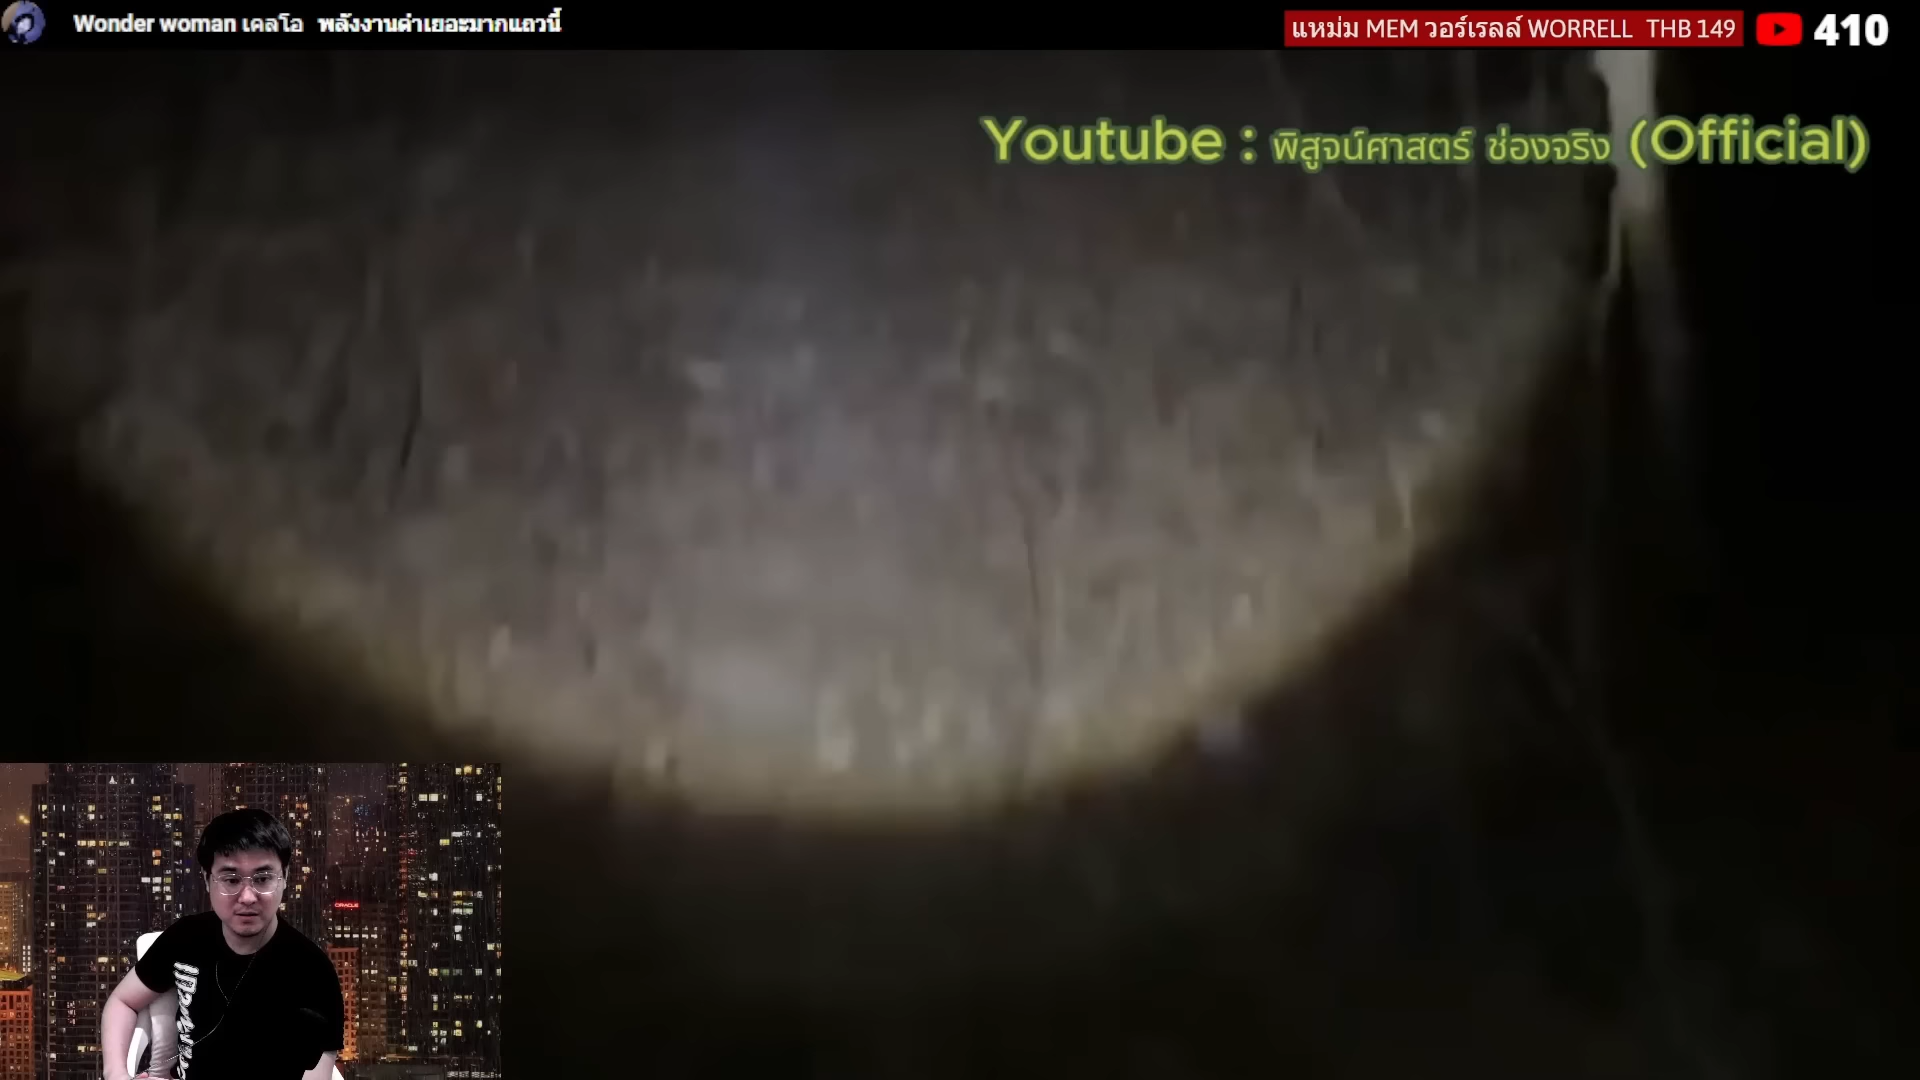 Wonder woman เคลโอ พลังงานดำเยอะมากแถวนี้
แหม่ม MEM วอร์เรลล์ WORRELL THB 149
410
Youtube : พิสูจน์ศาสตร์ ช่องจริง (Official)
ORACLE